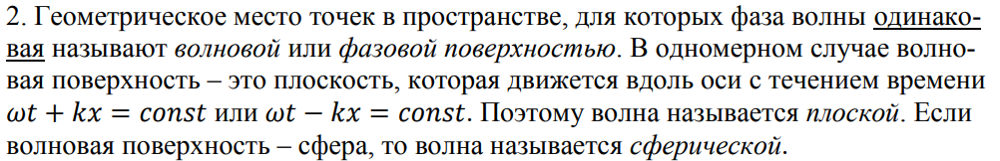 2. Геометрическое место точек в пространстве, для которых фаза волны одинако-
вая называют волновой или фазовой поверхностью. В одномерном случае волно-
вая поверхность – это плоскость, которая движется вдоль оси с течением времени
𝜔𝑡 + 𝑘𝑥 = 𝑐𝑜𝑛𝑠𝑡 или 𝜔𝑡 − 𝑘𝑥 = 𝑐𝑜𝑛𝑠𝑡. Поэтому волна называется плоской. Если
волновая поверхность – сфера, то волна называется сферической.